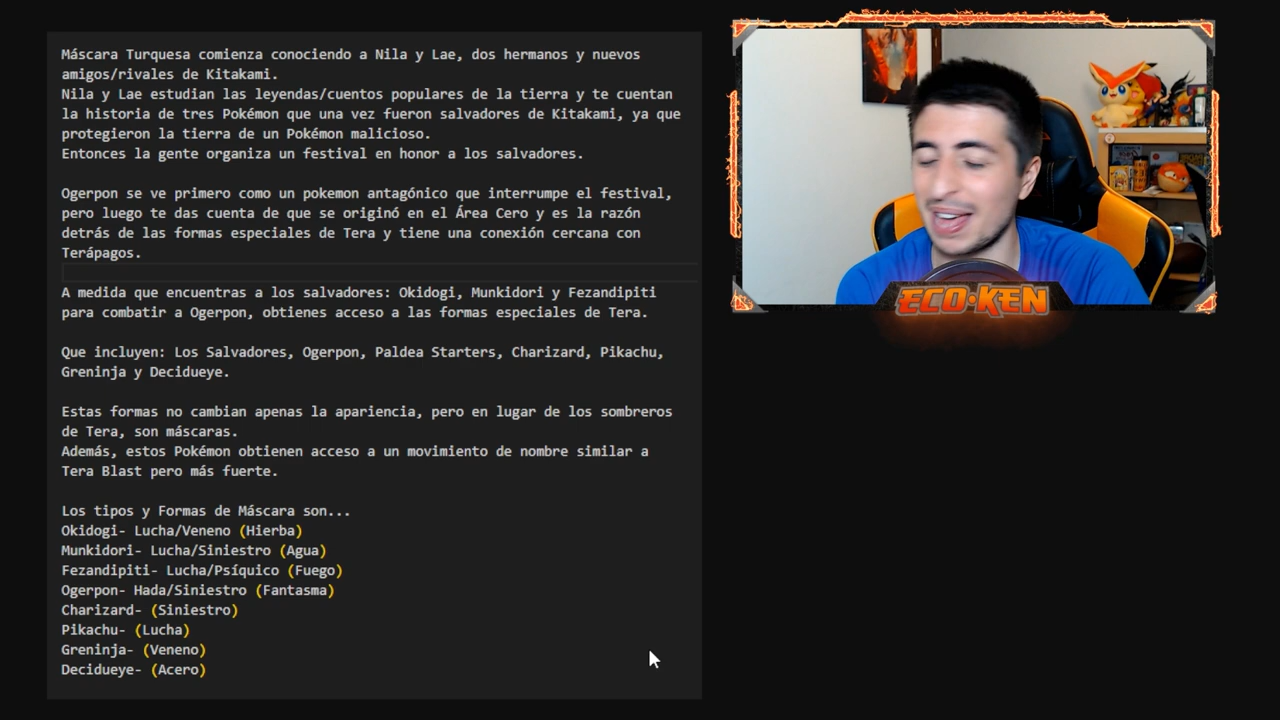 Máscara Turquesa comienza conociendo a Nila y Lae, dos hermanos y nuevos
amigos/rivales de Kitakami.
Nila y Lae estudian las leyendas/cuentos populares de la tierra y te cuentan
la historia de tres Pokémon que una vez fueron salvadores de Kitakami, ya que
protegieron la tierra de un Pokémon malicioso.
Entonces la gente organiza un festival en honor a los salvadores.
Ogerpon se ve primero como un pokemon antagónico que interrumpe el festival,
pero luego te das cuenta de que se originó en el Área Cero y es la razón
detrás de las formas especiales de Tera y tiene una conexión cercana con
Terápagos.
A medida que encuentras a los salvadores: Okidogi, Munkidori y Fezandipiti
para combatir a Ogerpon, obtienes acceso a las formas especiales de Tera.
Que incluyen: Los Salvadores, Ogerpon, Paldea Starters, Charizard, Pikachu,
Greninja y Decidueye.
Estas formas no cambian apenas la apariencia, pero en lugar de los sombreros
de Tera, son máscaras.
Además, estos Pokémon obtienen acceso a un movimiento de nombre similar a
Tera Blast pero más fuerte.
Los tipos y Formas de Máscara son...
Okidogi- Lucha/Veneno (Hierba)
Munkidori- Lucha/Siniestro (Agua)
Fezandipiti- Lucha/Psíquico (Fuego)
Ogerpon- Hada/Siniestro (Fantasma)
Charizard- (Siniestro)
Pikachu- (Lucha)
Greninja- (Veneno)
Decidueye- (Acero)
ECO·KEN